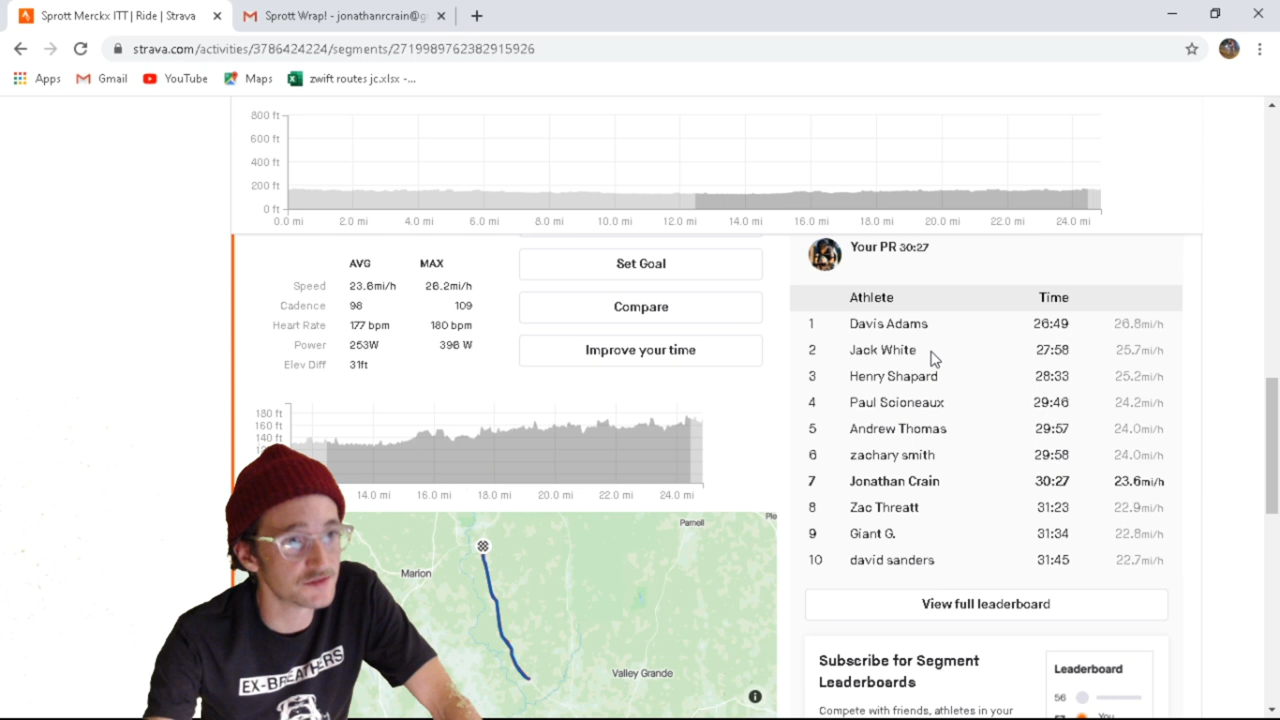 Sprott Merckx ITT | Ride | Strava
Sprott Wrap! - jonathanrcrain@g
strava.com/activities/3786424224/segments/2719989762382915926
Apps
Gmail
YouTube
Maps
zwift routes jc.xlsx -...
800 ft
600 ft
400 ft
200 ft
0 ft
0.0 mi 2.0 mi 4.0 mi 6.0 mi 8.0 mi 10.0 mi 12.0 mi 14.0 mi 16.0 mi 18.0 mi 20.0 mi 22.0 mi 24.0 mi
AVG MAX
Speed 23.6mi/h 26.2mi/h
Cadence 98 109
Heart Rate 177 bpm 180 bpm
Power 253W 396 W
Elev Diff 31ft
Set Goal
Compare
Improve your time
180 ft
160 ft
140 ft
14.0 mi 16.0 mi 18.0 mi 20.0 mi 22.0 mi 24.0 mi
Parnell
Ple
Marion
Valley Grande
EX-BREATHERS
Your PR 30:27
Athlete Time
1 Davis Adams 26:49 26.8mi/h
2 Jack White 27:58 25.7mi/h
3 Henry Shapard 28:33 25.2mi/h
4 Paul Scioneaux 29:46 24.2mi/h
5 Andrew Thomas 29:57 24.0mi/h
6 zachary smith 29:58 24.0mi/h
7 Jonathan Crain 30:27 23.6mi/h
8 Zac Threatt 31:23 22.9mi/h
9 Giant G. 31:34 22.8mi/h
10 david sanders 31:45 22.7mi/h
View full leaderboard
Subscribe for Segment
Leaderboards
Compete with friends, athletes in your
Leaderboard
56
You